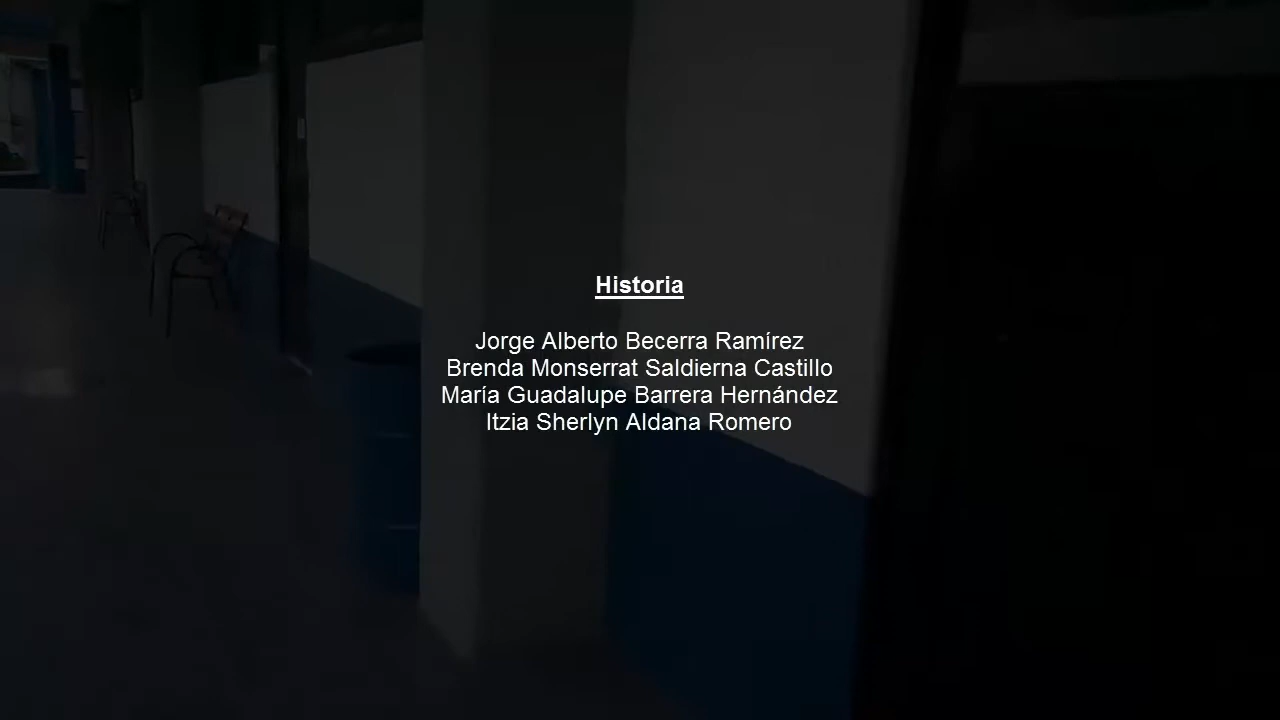 Historia
Jorge Alberto Becerra Ramírez
Brenda Monserrat Saldierna Castillo
María Guadalupe Barrera Hernández
Itzia Sherlyn Aldana Romero